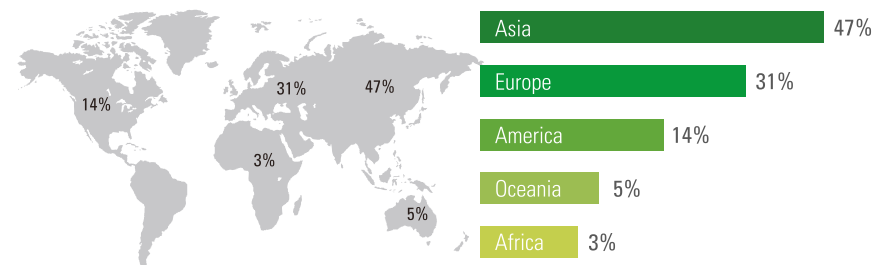 14%
31%
47%
3%
5%
Asia 47%
Europe 31%
America 14%
Oceania 5%
Africa 3%